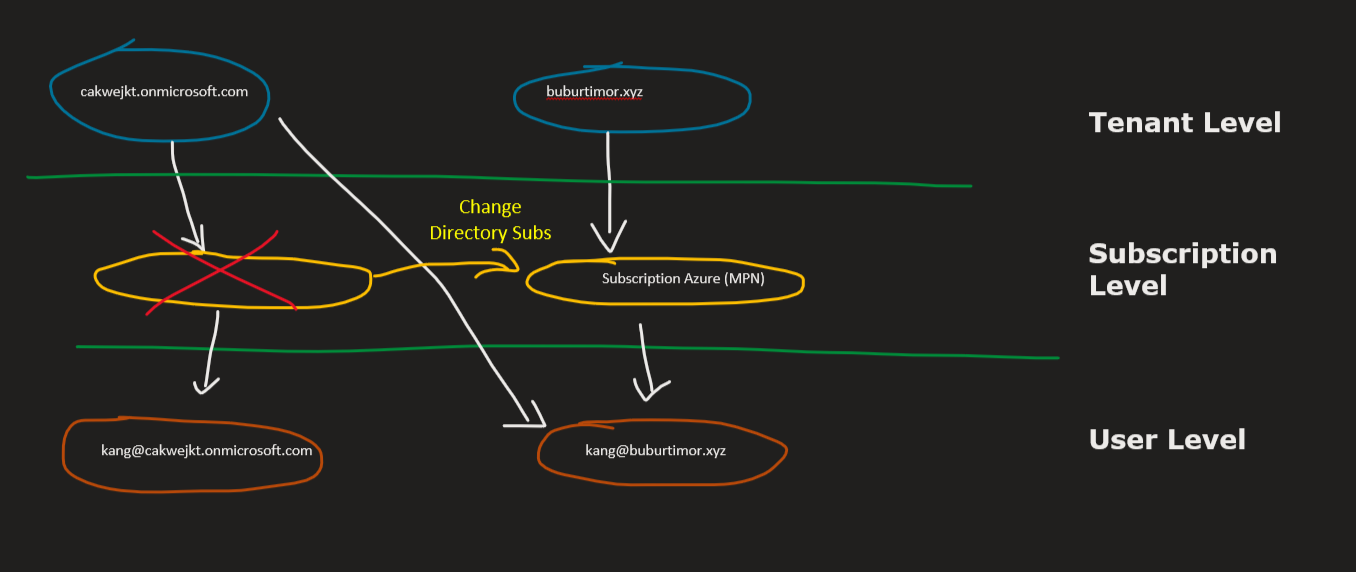 cakwejkt.onmicrosoft.com
buburtimor.xyz
Tenant Level
Change
Directory Subs
Subscription Azure (MPN)
Subscription
Level
kang@cakwejkt.onmicrosoft.com
kang@buburtimor.xyz
User Level